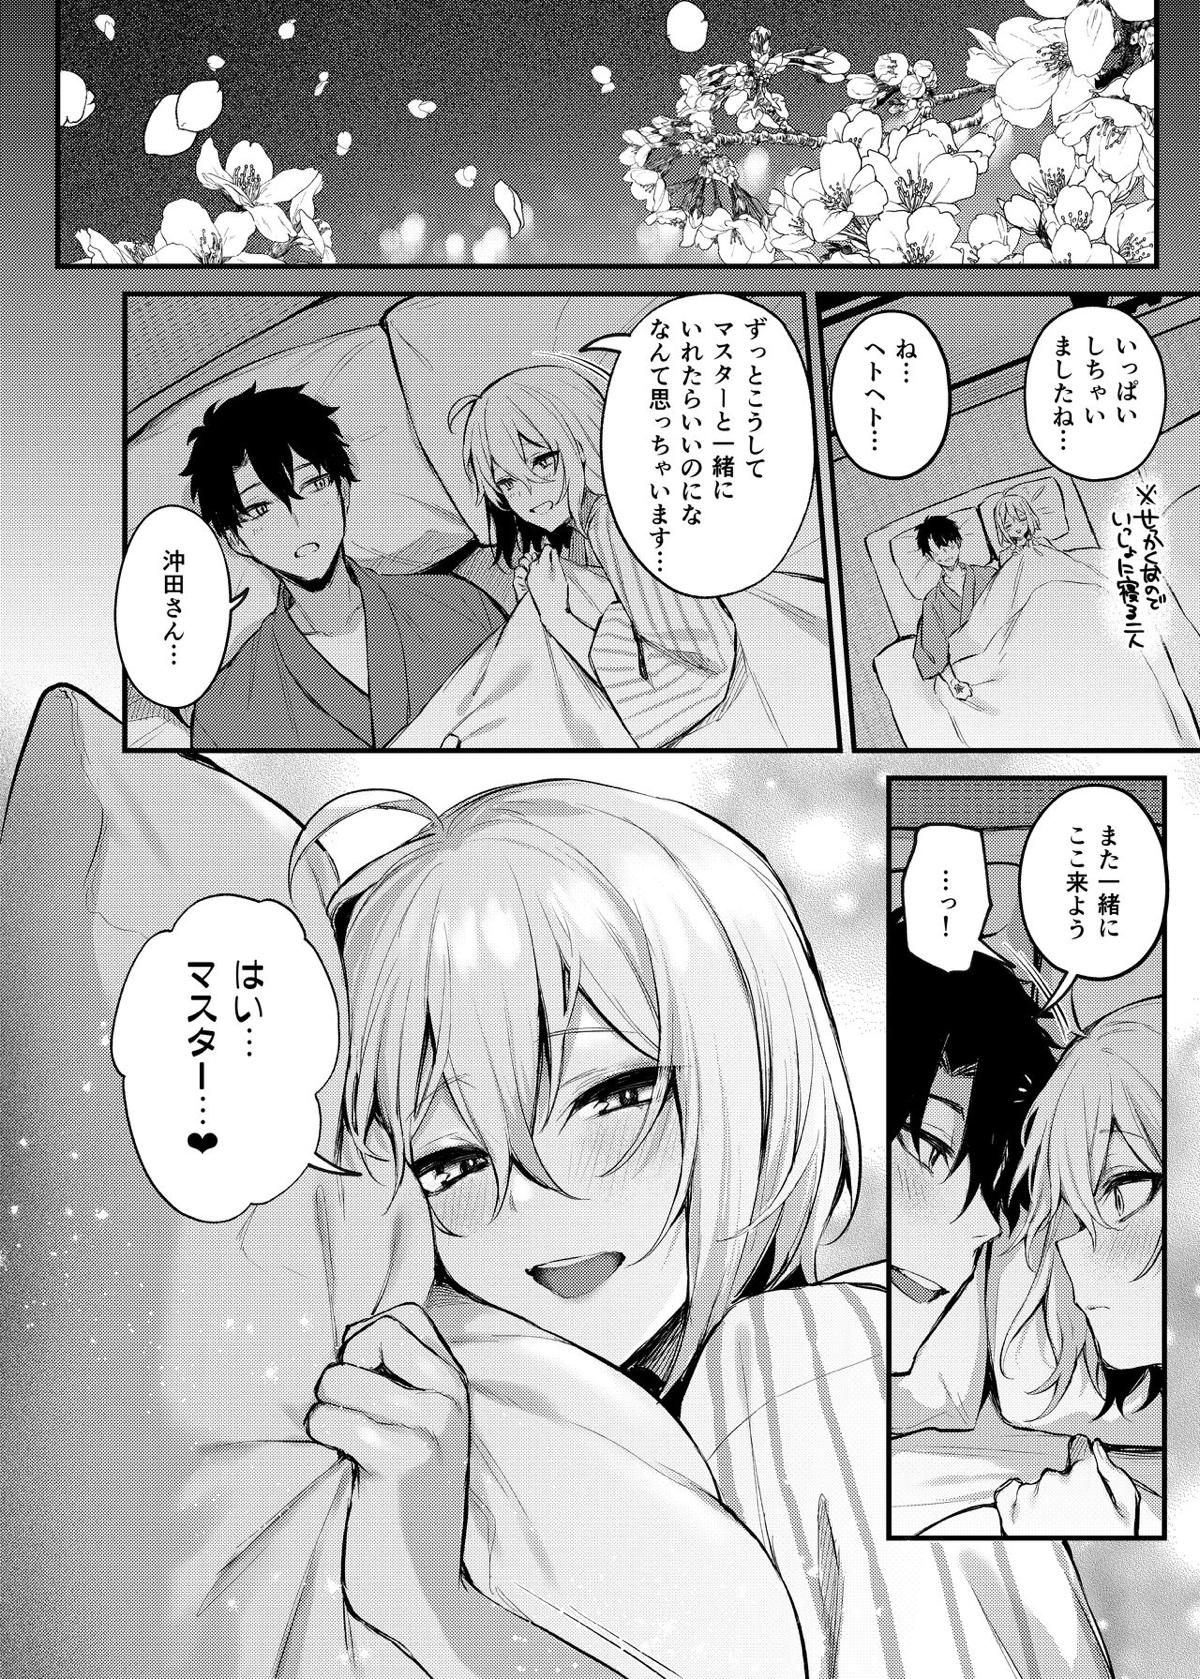 いっぱい
しちゃい
ましたね…
ね…
ヘトヘト…
※せっかくなので
いっしょに寝る二人
ずっとこうして
マスターと一緒に
いれたらいいのにな
なんて思っちゃいます…
沖田さん…
また一緒に
ここ来よう
…っ！
はい…
マスター…❤